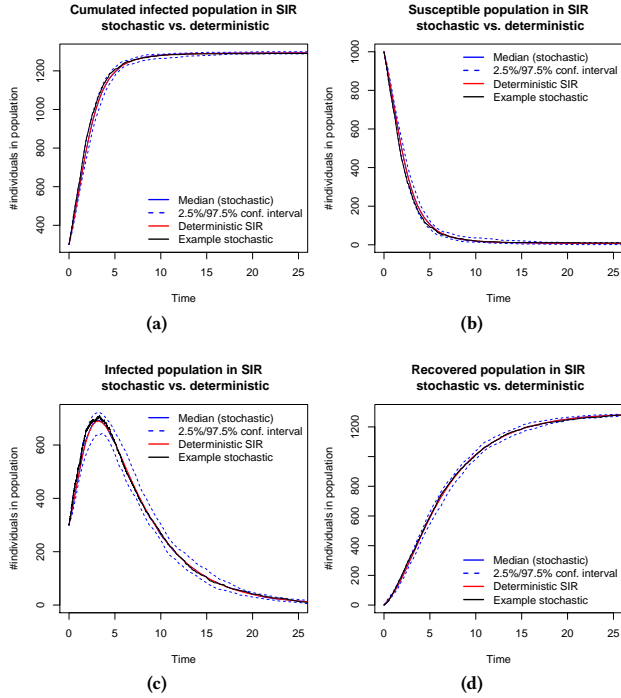 Cumulated infected population in SIR
stochastic vs. deterministic
#individuals in population
1200
1000
800
600
400
Median (stochastic)
2.5%/97.5% conf. interval
Deterministic SIR
Example stochastic
0 5 10 15 20 25
Time
(a)
Susceptible population in SIR
stochastic vs. deterministic
#individuals in population
1000
800
600
400
200
0
Median (stochastic)
2.5%/97.5% conf. interval
Deterministic SIR
Example stochastic
0 5 10 15 20 25
Time
(b)
Infected population in SIR
stochastic vs. deterministic
#individuals in population
600
400
200
0
Median (stochastic)
2.5%/97.5% conf. interval
Deterministic SIR
Example stochastic
0 5 10 15 20 25
Time
(c)
Recovered population in SIR
stochastic vs. deterministic
#individuals in population
1200
1000
800
600
400
200
0
Median (stochastic)
2.5%/97.5% conf. interval
Deterministic SIR
Example stochastic
0 5 10 15 20 25
Time
(d)